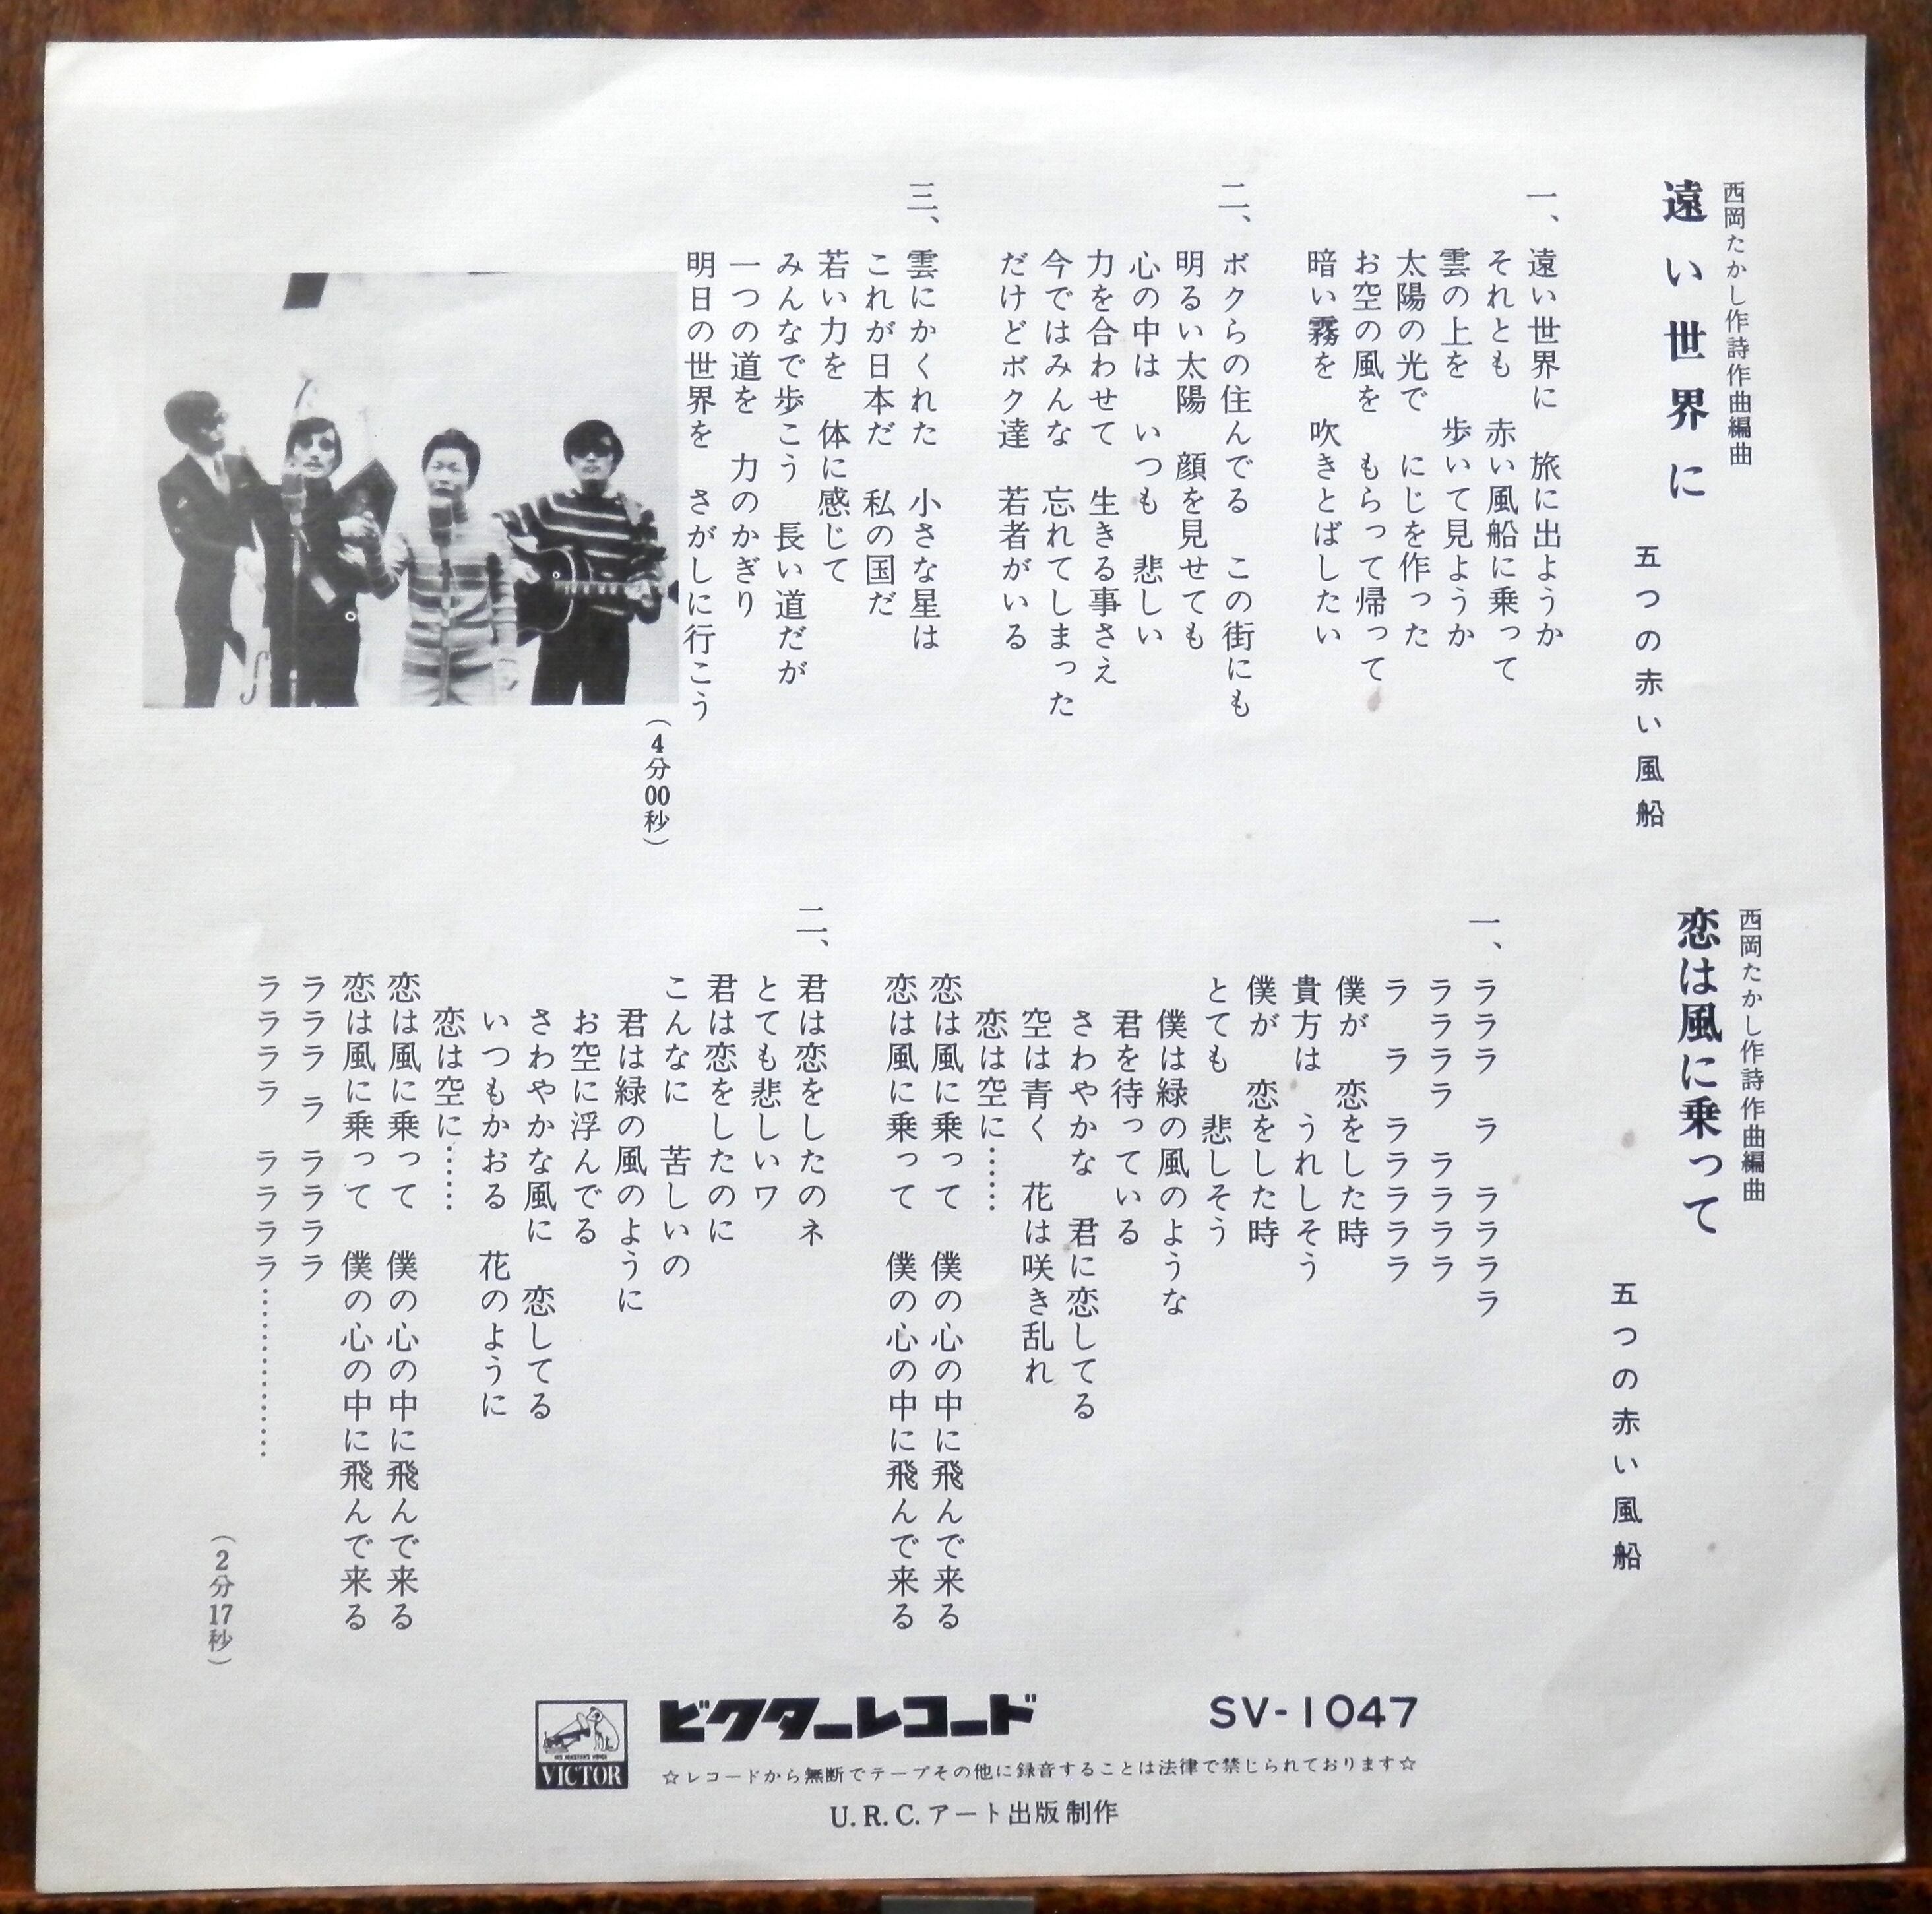 西岡たかし作詩作曲編曲
遠い世界に
五つの赤い風船
一、遠い世界に　旅に出ようか
それとも　赤い風船に乗って
雲の上を　歩いて見ようか
太陽の光で　にじを作った
お空の風を　もらって帰って
暗い霧を　吹きとばしたい
二、ボクらの住んでる　この街にも
明るい太陽　顔を見せても
心の中は　いつも　悲しい
力を合わせて　生きる事さえ
今ではみんな　忘れてしまった
だけどボク達　若者がいる
三、雲にかくれた　小さな星は
これが日本だ　私の国だ
若い力を　体に感じて
みんなで歩こう　長い道だが
一つの道を　力のかぎり
明日の世界を　さがしに行こう
（4分00秒）
西岡たかし作詩作曲編曲
恋は風に乗って
五つの赤い風船
一、ラララ　ラ　ララララ
ラララララ　ララララ
ラ　ラ　ラララララ
僕が　恋をした時
貴方は　うれしそう
僕が　恋をした時
とても　悲しそう
僕は緑の風のような
君を待っている
さわやかな　君に恋してる
空は青く　花は咲き乱れ
恋は空に……
恋は風に乗って　僕の心の中に飛んで来る
恋は風に乗って　僕の心の中に飛んで来る
二、君は恋をしたのネ
とても悲しいワ
君は恋をしたのに
こんなに　苦しいの
君は緑の風のように
お空に浮んでる
さわやかな風に　恋してる
いつもかおる　花のように
恋は空に……
恋は風に乗って　僕の心の中に飛んで来る
恋は風に乗って　僕の心の中に飛んで来る
ラララ　ラ　ララララ
ララララ　ララララ……………
（2分17秒）
HIS MASTER'S VOICE
VICTOR
ビクターレコード　SV-1047
☆レコードから無断でテープその他に録音することは法律で禁じられております☆
U.R.C.アート出版制作